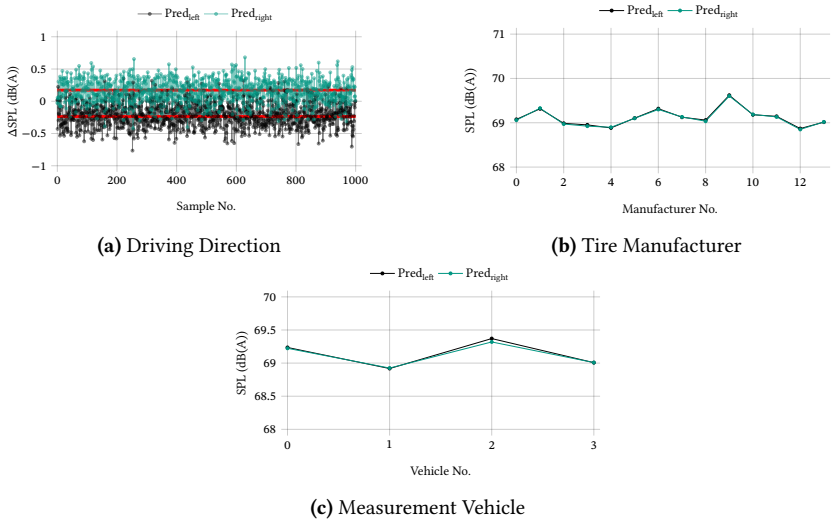 Pred_left Pred_right
1
0.5
0
−0.5
−1
ΔSPL (dB(A))
0 200 400 600 800 1000
Sample No.
(a) Driving Direction
Pred_left Pred_right
71
70
69
68
SPL (dB(A))
0 2 4 6 8 10 12
Manufacturer No.
(b) Tire Manufacturer
Pred_left Pred_right
70
69.5
69
68.5
68
SPL (dB(A))
0 1 2 3
Vehicle No.
(c) Measurement Vehicle